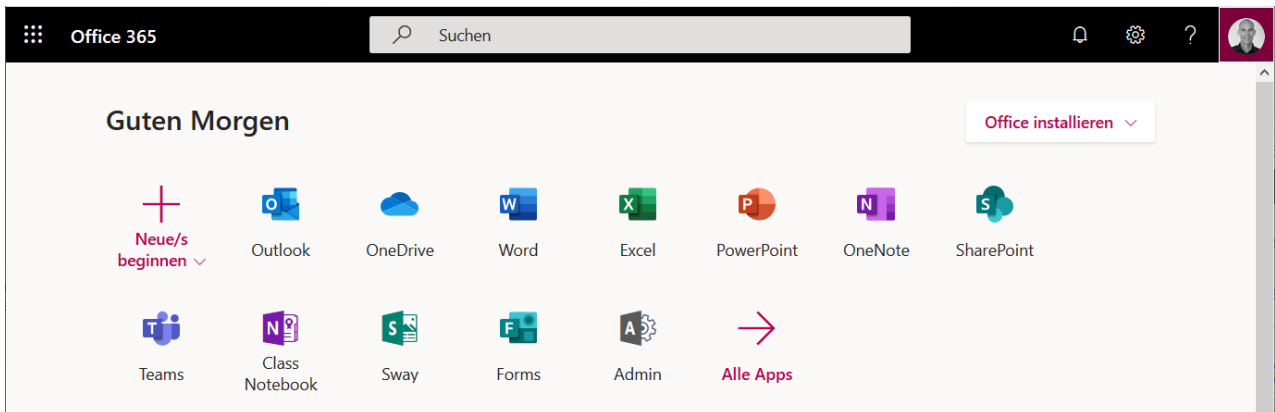 Office 365
Suchen
?
Guten Morgen
Office installieren
Neue/s
beginnen
Outlook
OneDrive
Word
Excel
PowerPoint
OneNote
SharePoint
Teams
Class
Notebook
Sway
Forms
Admin
Alle Apps